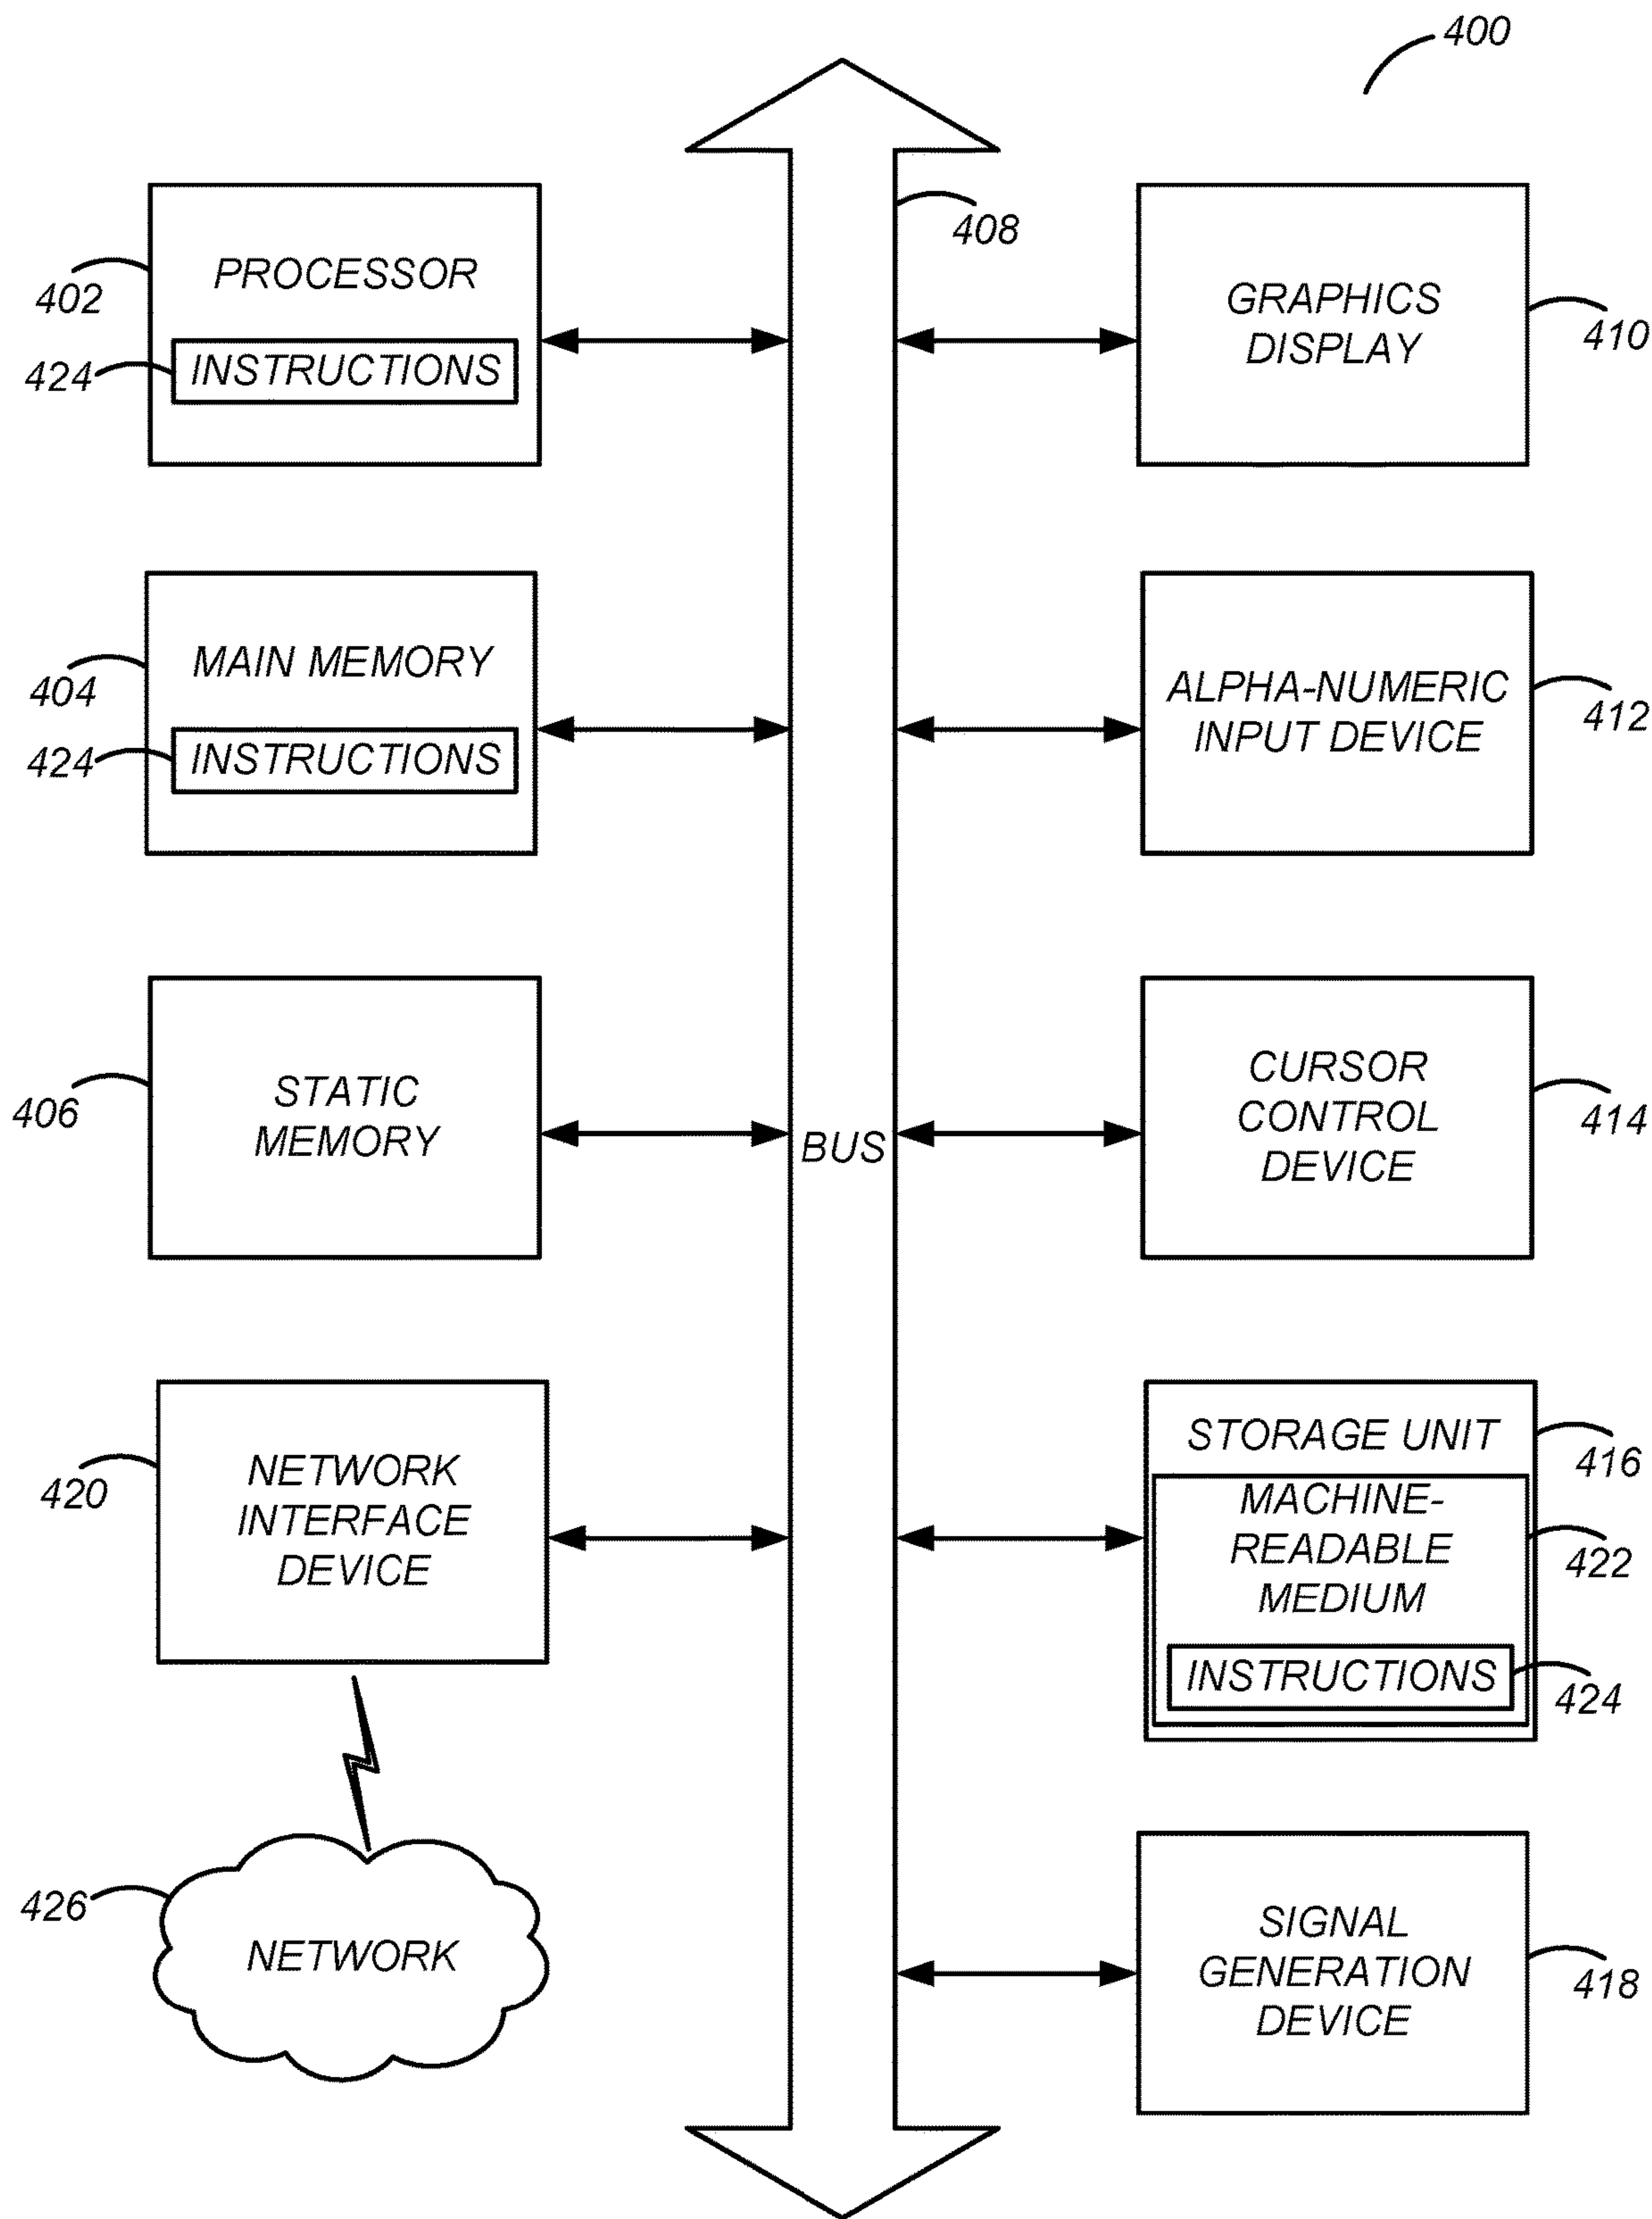 400
408
PROCESSOR
402
INSTRUCTIONS
424
GRAPHICS
DISPLAY
410
MAIN MEMORY
404
INSTRUCTIONS
424
ALPHA-NUMERIC
INPUT DEVICE
412
STATIC
MEMORY
406
BUS
CURSOR
CONTROL
DEVICE
414
NETWORK
INTERFACE
DEVICE
420
STORAGE UNIT
416
MACHINE-
READABLE
MEDIUM
422
INSTRUCTIONS
424
426
NETWORK
SIGNAL
GENERATION
DEVICE
418